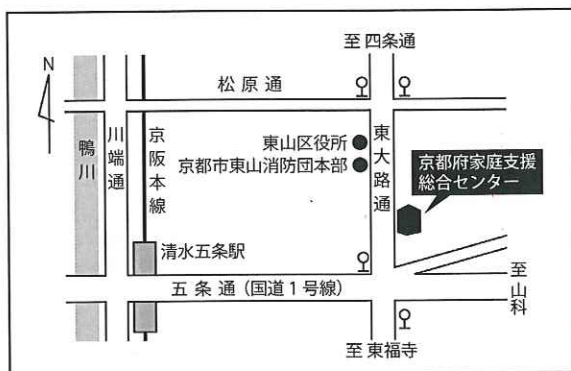 至四条通
N
松原通
鴨川
川端通
京阪本線
東山区役所
京都市東山消防団本部
東大路通
京都府家庭支援
総合センター
清水五条駅
五条通(国道1号線)
至山科
至東福寺